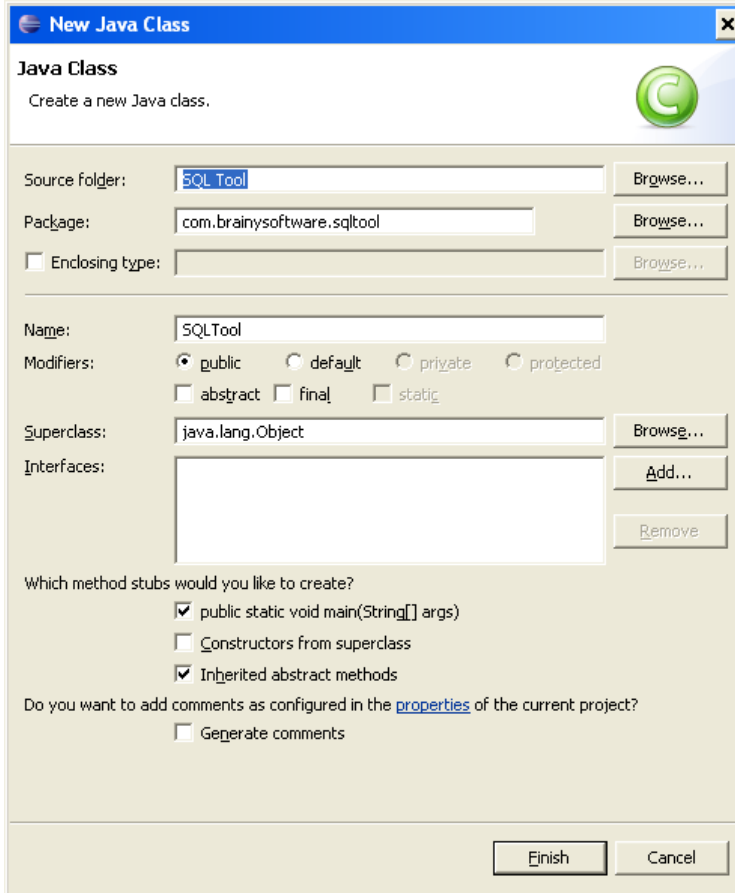 New Java Class
Java Class
Create a new Java class.
Source folder: SQL Tool Browse...
Package: com.brainysoftware.sqltool Browse...
Enclosing type: Browse...
Name: SQLTool
Modifiers: public default private protected
abstract final static
Superclass: java.lang.Object Browse...
Interfaces: Add...
Remove
Which method stubs would you like to create?
public static void main(String[] args)
Constructors from superclass
Inherited abstract methods
Do you want to add comments as configured in the properties of the current project?
Generate comments
Finish Cancel